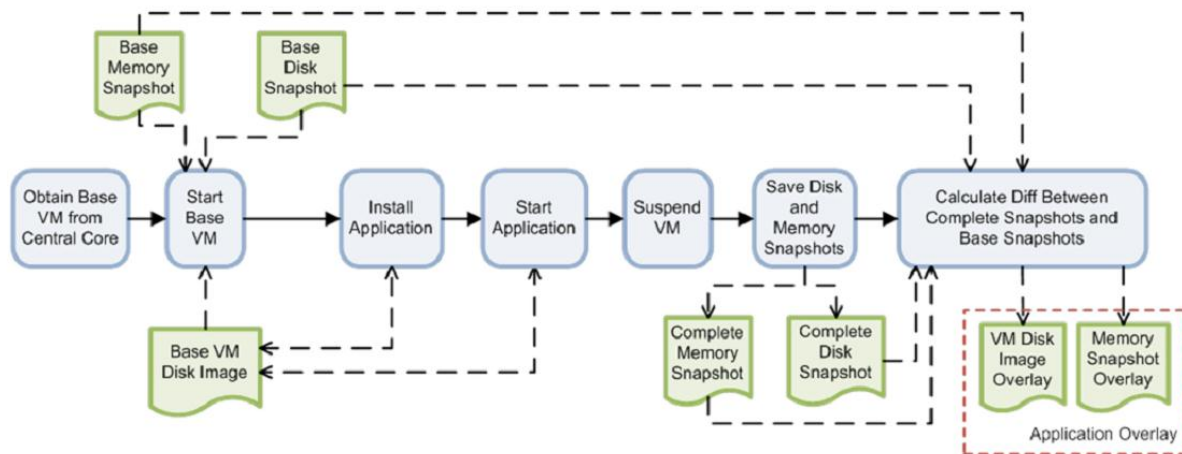 Base
Memory
Snapshot
Base
Disk
Snapshot
Obtain Base
VM from
Central Core
Start
Base
VM
Install
Application
Start
Application
Suspend
VM
Save Disk
and
Memory
Snapshots
Calculate Diff Between
Complete Snapshots and
Base Snapshots
Base VM
Disk Image
Complete
Memory
Snapshot
Complete
Disk
Snapshot
VM Disk
Image
Overlay
Memory
Snapshot
Overlay
Application Overlay